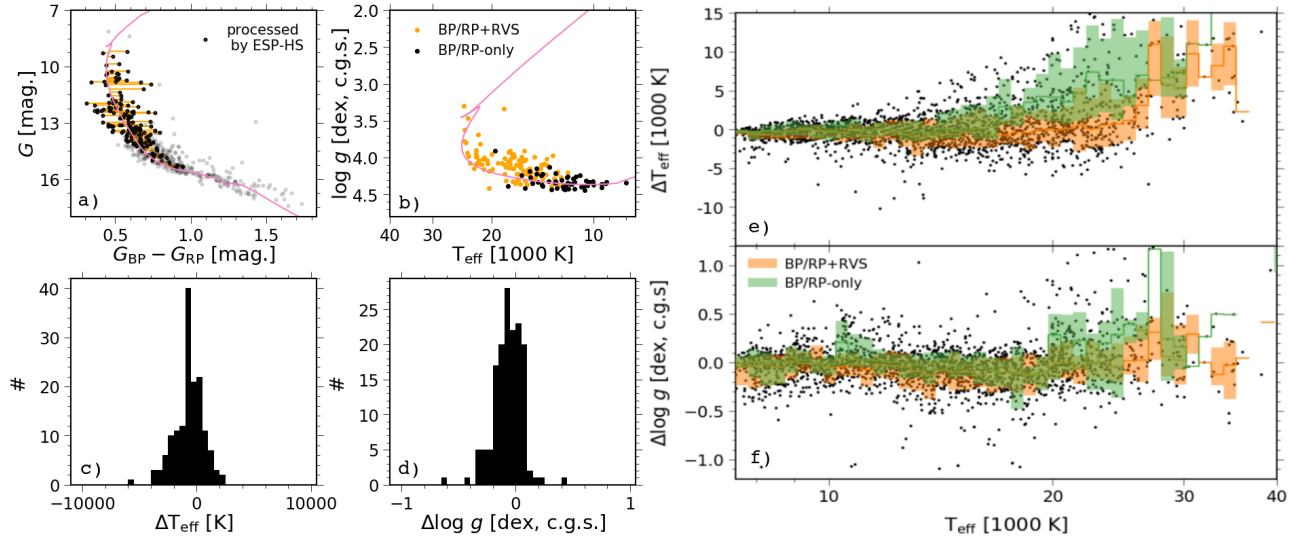 7
10
13
16
G [mag.]
processed
by ESP-HS
a)
0.5
1.0
1.5
G_BP − G_RP [mag.]
2.0
2.5
3.0
3.5
4.0
4.5
log g [dex, c.g.s.]
BP/RP+RVS
BP/RP-only
b)
40
30
20
10
T_eff [1000 K]
40
30
20
10
0
#
c)
−10000
0
10000
ΔT_eff [K]
25
20
15
10
5
0
#
d)
−1
0
1
Δlog g [dex, c.g.s.]
15
10
5
0
-5
-10
ΔT_eff [1000 K]
e)
1.0
0.5
0.0
−0.5
−1.0
Δlog g [dex, c.g.s]
BP/RP+RVS
BP/RP-only
f)
10
20
30
40
T_eff [1000 K]